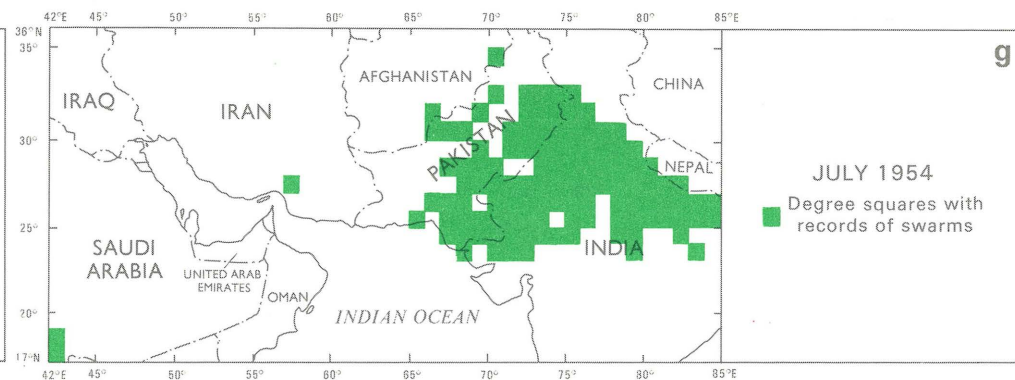 42°E 45° 50° 55° 60° 65° 70° 75° 80° 85°E
36°N
35°
30°
25°
20°
17°N
IRAQ
IRAN
AFGHANISTAN
PAKISTAN
CHINA
NEPAL
INDIA
SAUDI
ARABIA
UNITED ARAB
EMIRATES
OMAN
INDIAN OCEAN
42°E 45° 50° 55° 60° 65° 70° 75° 80° 85°E
g
JULY 1954
Degree squares with
records of swarms